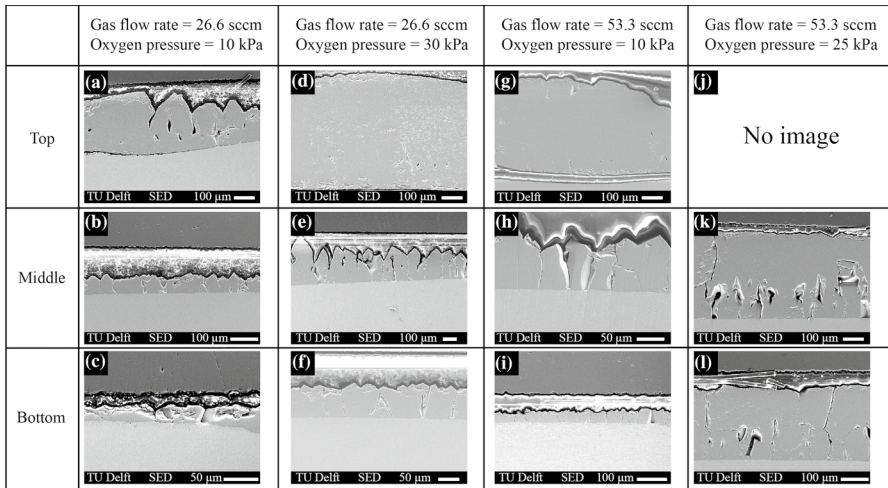 Gas flow rate = 26.6 sccm
Oxygen pressure = 10 kPa
Gas flow rate = 26.6 sccm
Oxygen pressure = 30 kPa
Gas flow rate = 53.3 sccm
Oxygen pressure = 10 kPa
Gas flow rate = 53.3 sccm
Oxygen pressure = 25 kPa
Top
(a)
TU Delft SED 100 µm
(d)
TU Delft SED 100 µm
(g)
TU Delft SED 100 µm
(j)
No image
Middle
(b)
TU Delft SED 100 µm
(e)
TU Delft SED 100 µm
(h)
TU Delft SED 50 µm
(k)
TU Delft SED 100 µm
Bottom
(c)
TU Delft SED 50 µm
(f)
TU Delft SED 50 µm
(i)
TU Delft SED 100 µm
(l)
TU Delft SED 100 µm